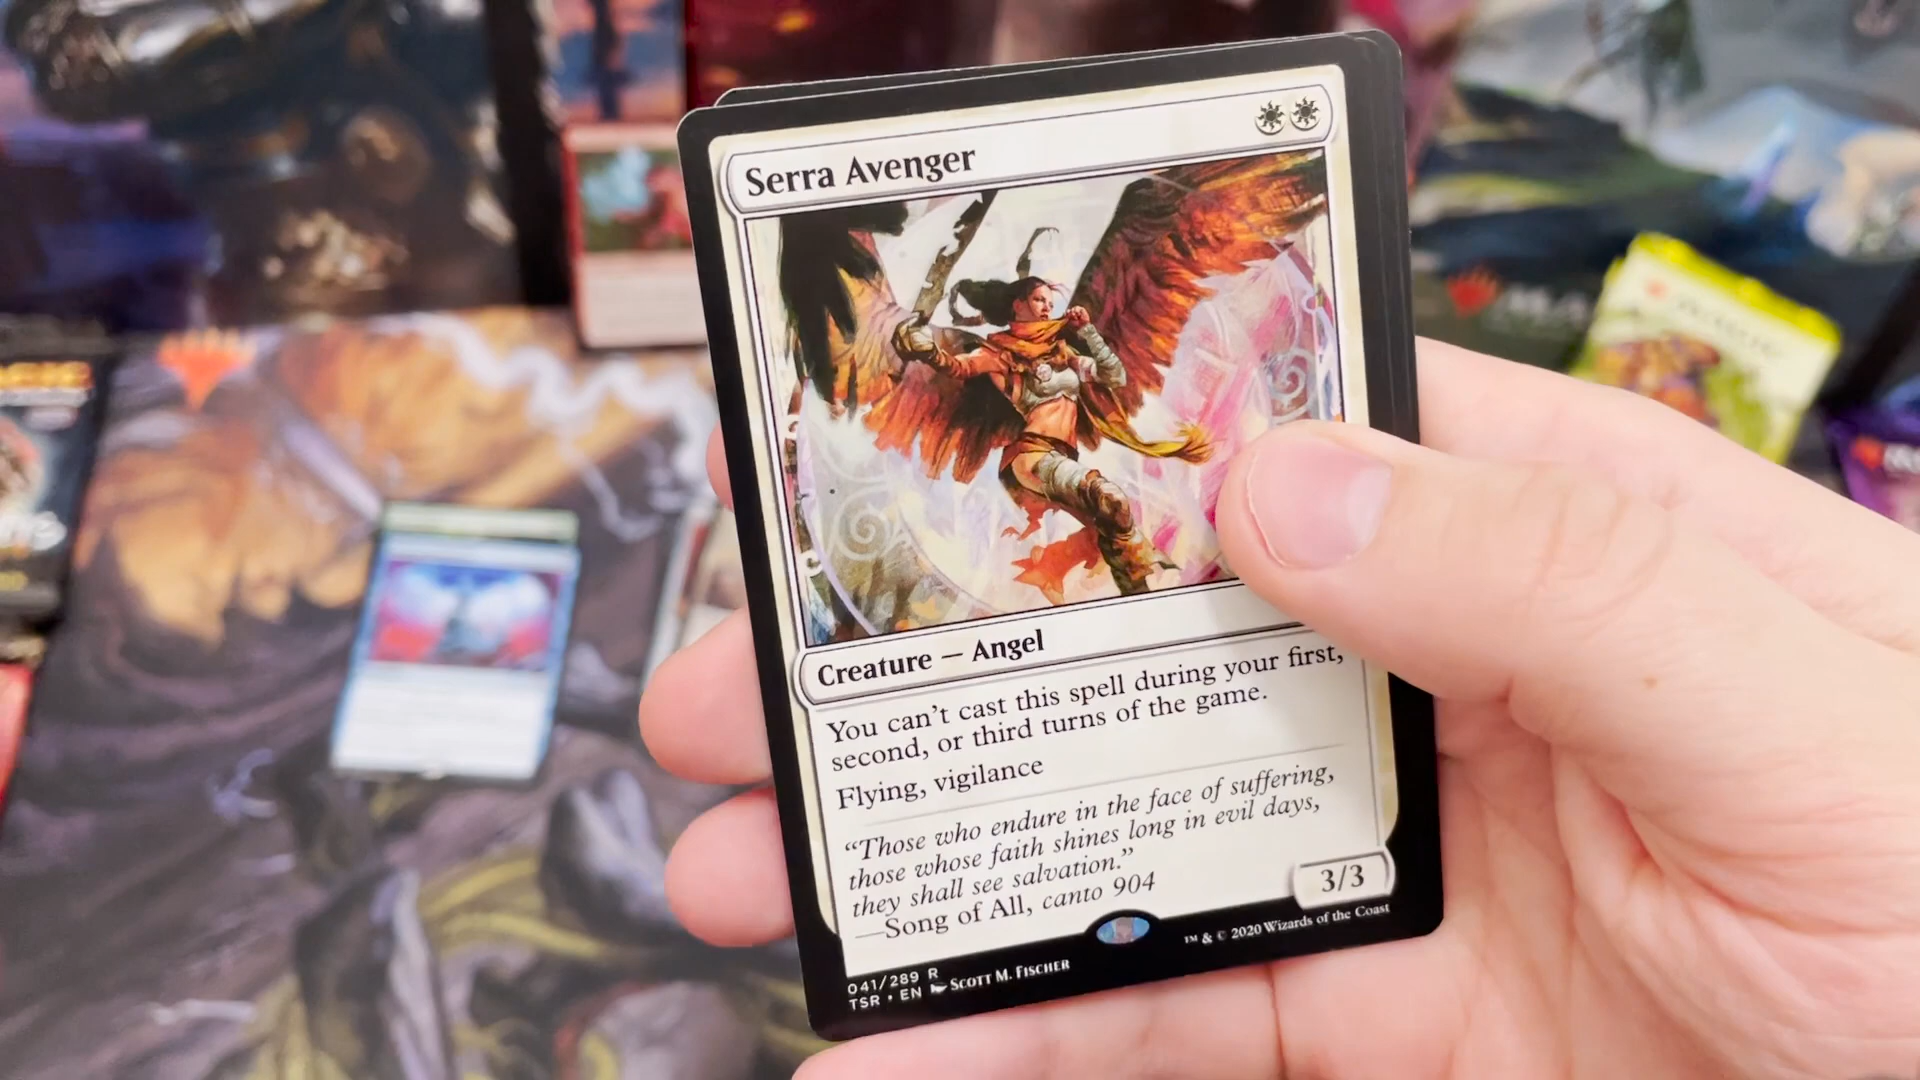 Serra Avenger
Creature — Angel
You can't cast this spell during your first,
second, or third turns of the game.
Flying, vigilance
“Those who endure in the face of suffering,
those whose faith shines long in evil days,
they shall see salvation.”
—Song of All, canto 904
3/3
™ & © 2020 Wizards of the Coast
041/289 R
TSR • EN Scott M. Fischer